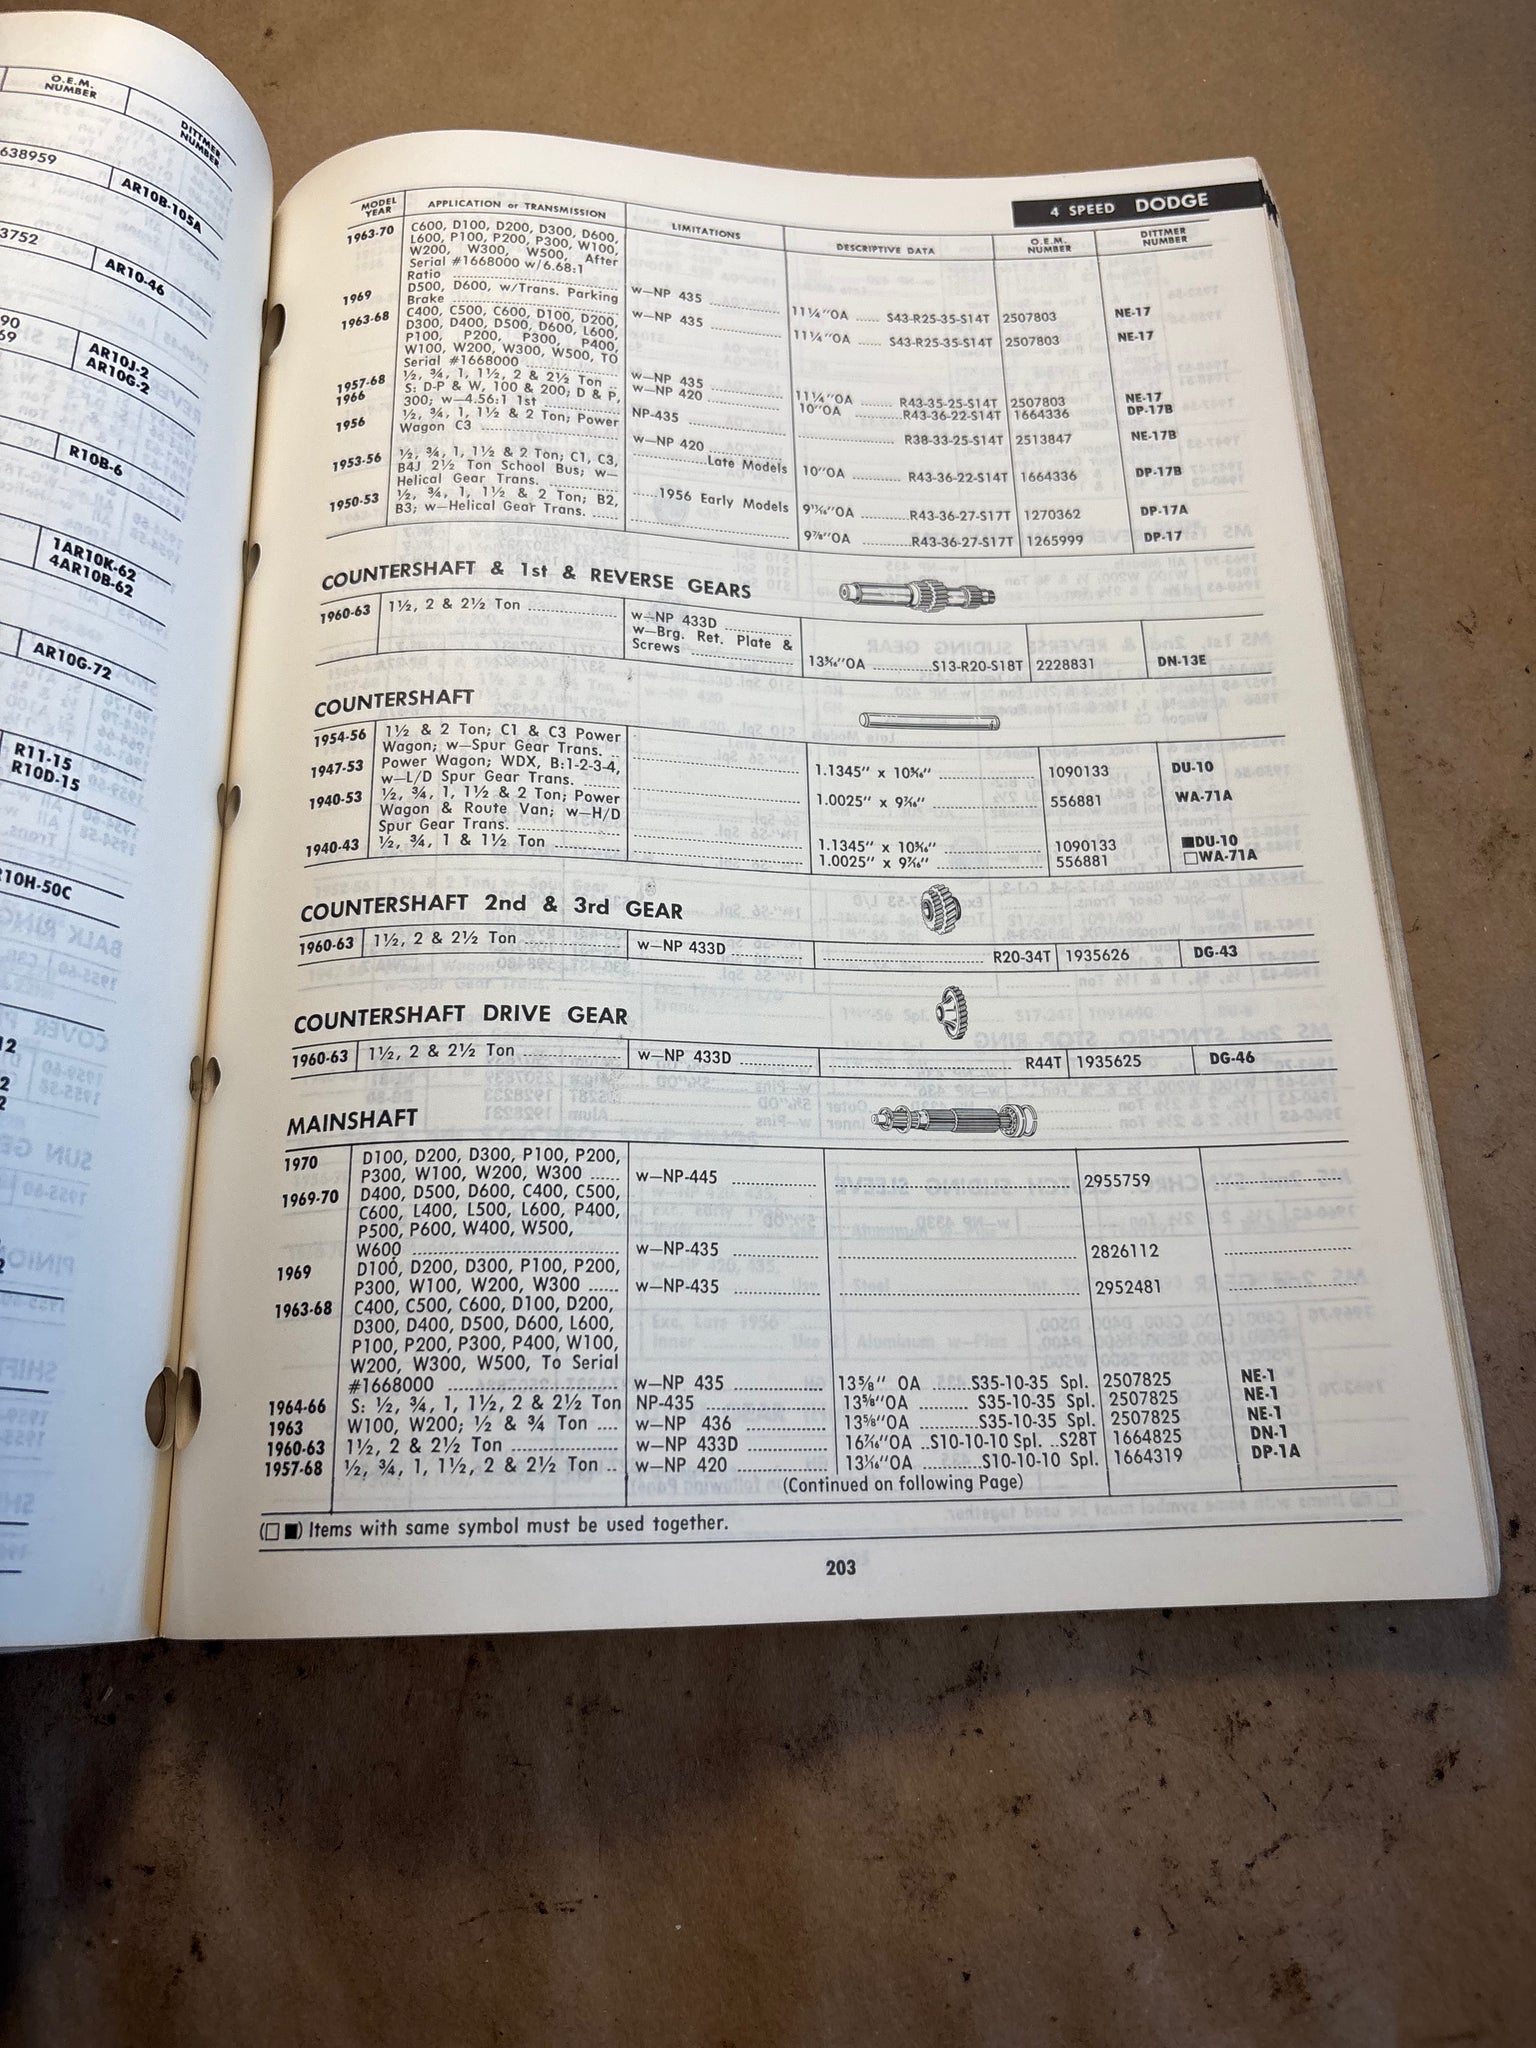 O.E.M.
NUMBER
DITTMER
NUMBER
638959
AR10B-105A
3752
AR10-46
90
69
AR10J-2
AR10G-2
R10B-6
1AR10K-62
4AR10B-62
AR10G-72
R11-15
R10D-15
R10H-50C
12
2
2
4 SPEED DODGE
MODEL
YEAR
APPLICATION or TRANSMISSION
LIMITATIONS
DESCRIPTIVE DATA
O.E.M.
NUMBER
DITTMER
NUMBER
1963-70 C600, D100, D200, D300, D600,
L600, P100, P200, P300, W100,
W200, W300, W500, After
Serial #1668000 w/6.68:1
Ratio w—NP 435 11¼"OA S43-R25-35-S14T 2507803 NE-17
1969 D500, D600, w/Trans. Parking
Brake w—NP 435 11¼"OA S43-R25-35-S14T 2507803 NE-17
1963-68 C400, C500, C600, D100, D200,
D300, D400, D500, D600, L600,
P100, P200, P300, P400,
W100, W200, W300, W500, TO
Serial #1668000 w—NP 435 11¼"OA R43-35-25-S14T 2507803 NE-17
1957-68 ½, ¾, 1, 1½, 2 & 2½ Ton w—NP 420 10"OA R43-36-22-S14T 1664336 DP-17B
1966 S: D-P & W, 100 & 200; D & P,
300; w—4.56:1 1st NP-435 R38-33-25-S14T 2513847 NE-17B
1956 ½, ¾, 1, 1½ & 2 Ton; Power
Wagon C3 w—NP 420
Late Models 10"OA R43-36-22-S14T 1664336 DP-17B
1953-56 ½, ¾, 1, 1½ & 2 Ton; C1, C3,
B4J 2½ Ton School Bus; w—
Helical Gear Trans. 1956 Early Models 9¹⁵⁄₁₆"OA R43-36-27-S17T 1270362 DP-17A
1950-53 ½, ¾, 1, 1½ & 2 Ton; B2,
B3; w—Helical Gear Trans. 9⅞"OA R43-36-27-S17T 1265999 DP-17
COUNTERSHAFT & 1st & REVERSE GEARS
1960-63 1½, 2 & 2½ Ton w—NP 433D
w—Brg. Ret. Plate &
Screws 13⁵⁄₁₆"OA S13-R20-S18T 2228831 DN-13E
COUNTERSHAFT
1954-56 1½ & 2 Ton; C1 & C3 Power
Wagon; w—Spur Gear Trans. 1.1345" x 10⁵⁄₁₆" 1090133 DU-10
1947-53 Power Wagon; WDX, B:1-2-3-4,
w—L/D Spur Gear Trans. 1.0025" x 9⁷⁄₁₆" 556881 WA-71A
1940-53 ½, ¾, 1, 1½ & 2 Ton; Power
Wagon & Route Van; w—H/D
Spur Gear Trans. 1.1345" x 10⁵⁄₁₆" 1090133 ■DU-10
1940-43 ½, ¾, 1 & 1½ Ton 1.0025" x 9⁷⁄₁₆" 556881 □WA-71A
COUNTERSHAFT 2nd & 3rd GEAR
1960-63 1½, 2 & 2½ Ton w—NP 433D R20-34T 1935626 DG-43
COUNTERSHAFT DRIVE GEAR
1960-63 1½, 2 & 2½ Ton w—NP 433D R44T 1935625 DG-46
MAINSHAFT
1970 D100, D200, D300, P100, P200,
P300, W100, W200, W300 w—NP-445 2955759
1969-70 D400, D500, D600, C400, C500,
C600, L400, L500, L600, P400,
P500, P600, W400, W500,
W600 w—NP-435 2826112
1969 D100, D200, D300, P100, P200,
P300, W100, W200, W300 w—NP-435 2952481
1963-68 C400, C500, C600, D100, D200,
D300, D400, D500, D600, L600,
P100, P200, P300, P400, W100,
W200, W300, W500, To Serial
#1668000 w—NP 435 13⅝" OA S35-10-35 Spl. 2507825 NE-1
1964-66 S: ½, ¾, 1, 1½, 2 & 2½ Ton NP-435 13⅝"OA S35-10-35 Spl. 2507825 NE-1
1963 W100, W200; ½ & ¾ Ton w—NP 436 13⅝"OA S35-10-35 Spl. 2507825 NE-1
1960-63 1½, 2 & 2½ Ton w—NP 433D 16⁷⁄₁₆"OA S10-10-10 Spl. S28T 1664825 DN-1
1957-68 ½, ¾, 1, 1½, 2 & 2½ Ton w—NP 420 13¹⁄₁₆"OA S10-10-10 Spl. 1664319 DP-1A
(Continued on following Page)
(□ ■) Items with same symbol must be used together.
203